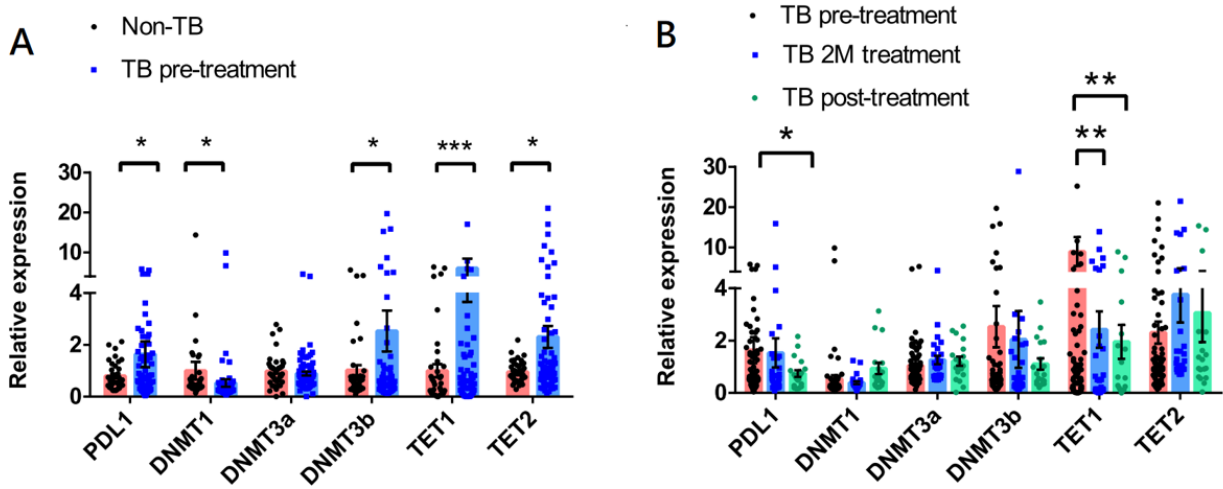 A
Non-TB
TB pre-treatment
Relative expression
30
20
10
4
2
0
*
*
*
***
*
PDL1
DNMT1
DNMT3a
DNMT3b
TET1
TET2
B
TB pre-treatment
TB 2M treatment
TB post-treatment
Relative expression
30
20
10
4
2
0
*
**
**
PDL1
DNMT1
DNMT3a
DNMT3b
TET1
TET2